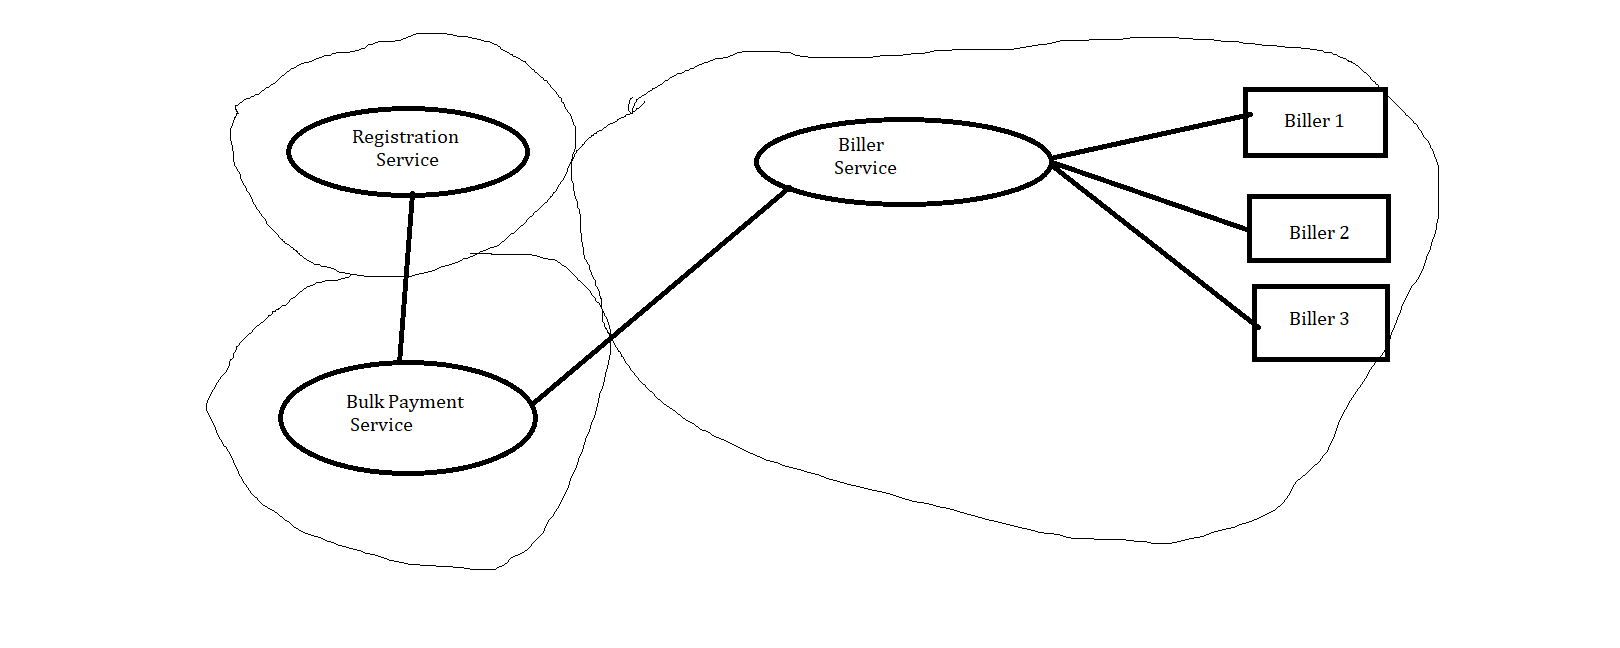 Registration
Service
Biller
Service
Biller 1
Biller 2
Biller 3
Bulk Payment
Service